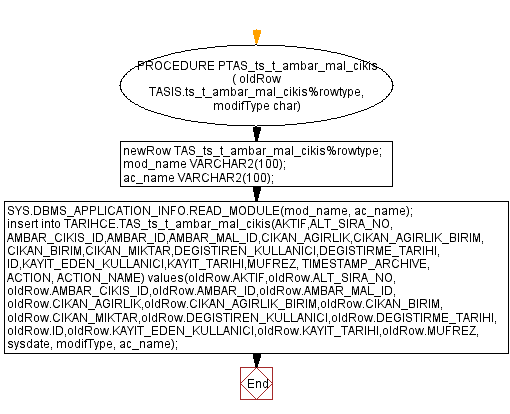 PROCEDURE PTAS_ts_t_ambar_mal_cikis
( oldRow
TASIS.ts_t_ambar_mal_cikis%rowtype,
modifType char)
newRow TAS_ts_t_ambar_mal_cikis%rowtype;
mod_name VARCHAR2(100);
ac_name VARCHAR2(100);
SYS.DBMS_APPLICATION_INFO.READ_MODULE(mod_name, ac_name);
insert into TARIHCE.TAS_ts_t_ambar_mal_cikis(AKTIF,ALT_SIRA_NO,
AMBAR_CIKIS_ID,AMBAR_ID,AMBAR_MAL_ID,CIKAN_AGIRLIK,CIKAN_AGIRLIK_BIRIM,
CIKAN_BIRIM,CIKAN_MIKTAR,DEGISTIREN_KULLANICI,DEGISTIRME_TARIHI,
ID,KAYIT_EDEN_KULLANICI,KAYIT_TARIHI,MUFREZ, TIMESTAMP_ARCHIVE,
ACTION, ACTION_NAME) values(oldRow.AKTIF,oldRow.ALT_SIRA_NO,
oldRow.AMBAR_CIKIS_ID,oldRow.AMBAR_ID,oldRow.AMBAR_MAL_ID,
oldRow.CIKAN_AGIRLIK,oldRow.CIKAN_AGIRLIK_BIRIM,oldRow.CIKAN_BIRIM,
oldRow.CIKAN_MIKTAR,oldRow.DEGISTIREN_KULLANICI,oldRow.DEGISTIRME_TARIHI,
oldRow.ID,oldRow.KAYIT_EDEN_KULLANICI,oldRow.KAYIT_TARIHI,oldRow.MUFREZ,
sysdate, modifType, ac_name);
End